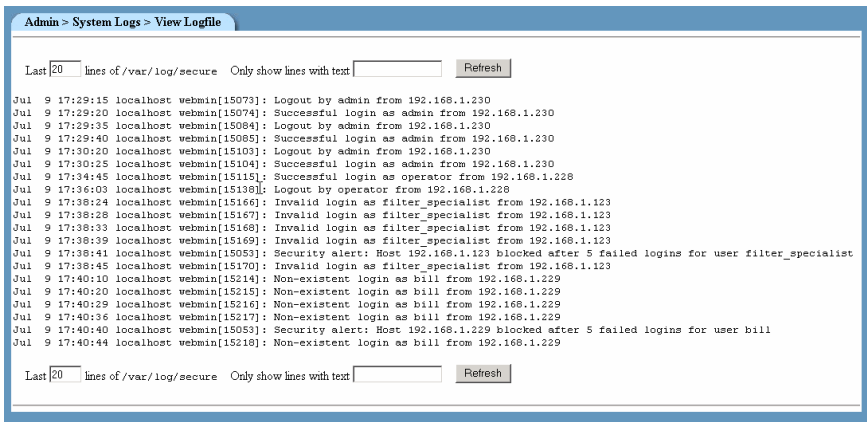 Admin > System Logs > View Logfile
Last 20 lines of /var/log/secure Only show lines with text Refresh
Jul 9 17:29:15 localhost webmin[15073]: Logout by admin from 192.168.1.230
Jul 9 17:29:20 localhost webmin[15074]: Successful login as admin from 192.168.1.230
Jul 9 17:29:35 localhost webmin[15084]: Logout by admin from 192.168.1.230
Jul 9 17:29:40 localhost webmin[15085]: Successful login as admin from 192.168.1.230
Jul 9 17:30:20 localhost webmin[15103]: Logout by admin from 192.168.1.230
Jul 9 17:30:25 localhost webmin[15104]: Successful login as admin from 192.168.1.230
Jul 9 17:34:45 localhost webmin[15115]: Successful login as operator from 192.168.1.228
Jul 9 17:36:03 localhost webmin[15138]: Logout by operator from 192.168.1.228
Jul 9 17:38:24 localhost webmin[15166]: Invalid login as filter_specialist from 192.168.1.123
Jul 9 17:38:28 localhost webmin[15167]: Invalid login as filter_specialist from 192.168.1.123
Jul 9 17:38:33 localhost webmin[15168]: Invalid login as filter_specialist from 192.168.1.123
Jul 9 17:38:39 localhost webmin[15169]: Invalid login as filter_specialist from 192.168.1.123
Jul 9 17:38:41 localhost webmin[15053]: Security alert: Host 192.168.1.123 blocked after 5 failed logins for user filter_specialist
Jul 9 17:38:45 localhost webmin[15170]: Invalid login as filter_specialist from 192.168.1.123
Jul 9 17:40:10 localhost webmin[15214]: Non-existent login as bill from 192.168.1.229
Jul 9 17:40:20 localhost webmin[15215]: Non-existent login as bill from 192.168.1.229
Jul 9 17:40:29 localhost webmin[15216]: Non-existent login as bill from 192.168.1.229
Jul 9 17:40:36 localhost webmin[15217]: Non-existent login as bill from 192.168.1.229
Jul 9 17:40:40 localhost webmin[15053]: Security alert: Host 192.168.1.229 blocked after 5 failed logins for user bill
Jul 9 17:40:44 localhost webmin[15218]: Non-existent login as bill from 192.168.1.229
Last 20 lines of /var/log/secure Only show lines with text Refresh